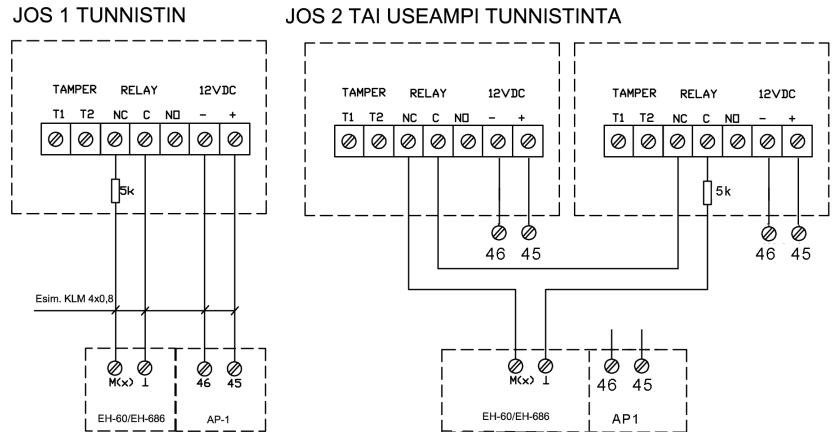 JOS 1 TUNNISTIN
TAMPER RELAY 12VDC
T1 T2 NC C NO - +
5k
Esim. KLM 4x0,8
M(x) ⊥ 46 45
EH-60/EH-686 AP-1
JOS 2 TAI USEAMPI TUNNISTINTA
TAMPER RELAY 12VDC
T1 T2 NC C NO - +
46 45
TAMPER RELAY 12VDC
T1 T2 NC C NO - +
5k
46 45
M(x) ⊥ 46 45
EH-60/EH-686 AP1